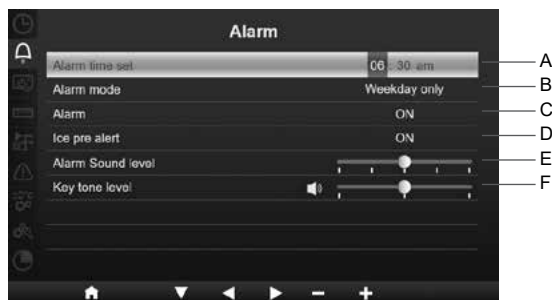 Alarm
Alarm time set 06 : 30 am A
Alarm mode Weekday only B
Alarm ON C
Ice pre alert ON D
Alarm Sound level E
Key tone level F